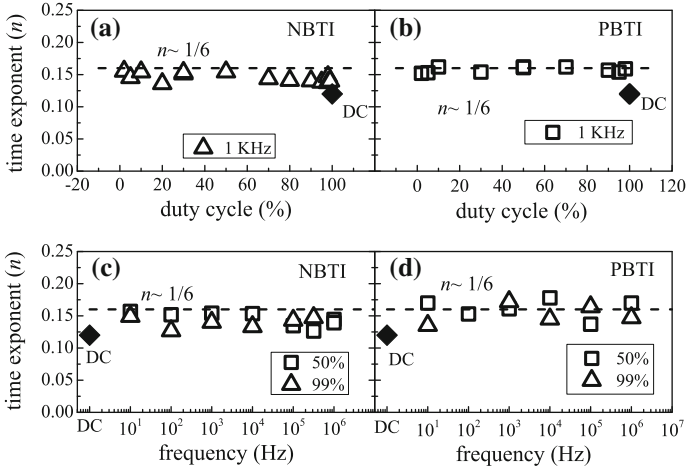 (a) NBTI
n~ 1/6
DC
1 KHz
time exponent (n)
0.25
0.20
0.15
0.10
0.05
0.00
-20 0 20 40 60 80 100
duty cycle (%)
(b) PBTI
n~ 1/6
DC
1 KHz
0 20 40 60 80 100 120
duty cycle (%)
(c) NBTI
n~ 1/6
DC
50%
99%
time exponent (n)
0.25
0.20
0.15
0.10
0.05
0.00
DC 10¹ 10² 10³ 10⁴ 10⁵ 10⁶
frequency (Hz)
(d) PBTI
n~ 1/6
DC
50%
99%
DC 10¹ 10² 10³ 10⁴ 10⁵ 10⁶ 10⁷
frequency (Hz)